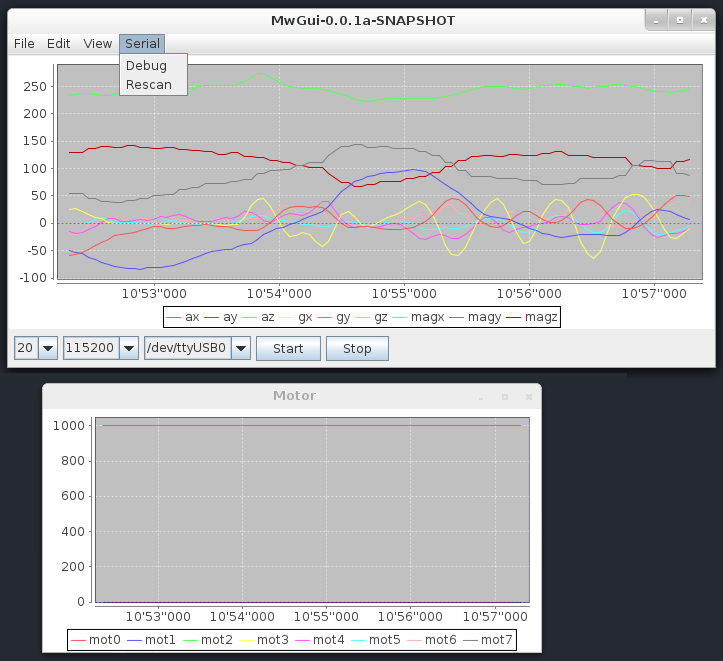 MwGui-0.0.1a-SNAPSHOT
File Edit View Serial
Debug
Rescan
250
200
150
100
50
0
-50
-100
10'53"000 10'54"000 10'55"000 10'56"000 10'57"000
ax ay az gx gy gz magx magy magz
20 115200 /dev/ttyUSB0 Start Stop
Motor
1000
800
600
400
200
0
10'53"000 10'54"000 10'55"000 10'56"000 10'57"000
mot0 mot1 mot2 mot3 mot4 mot5 mot6 mot7